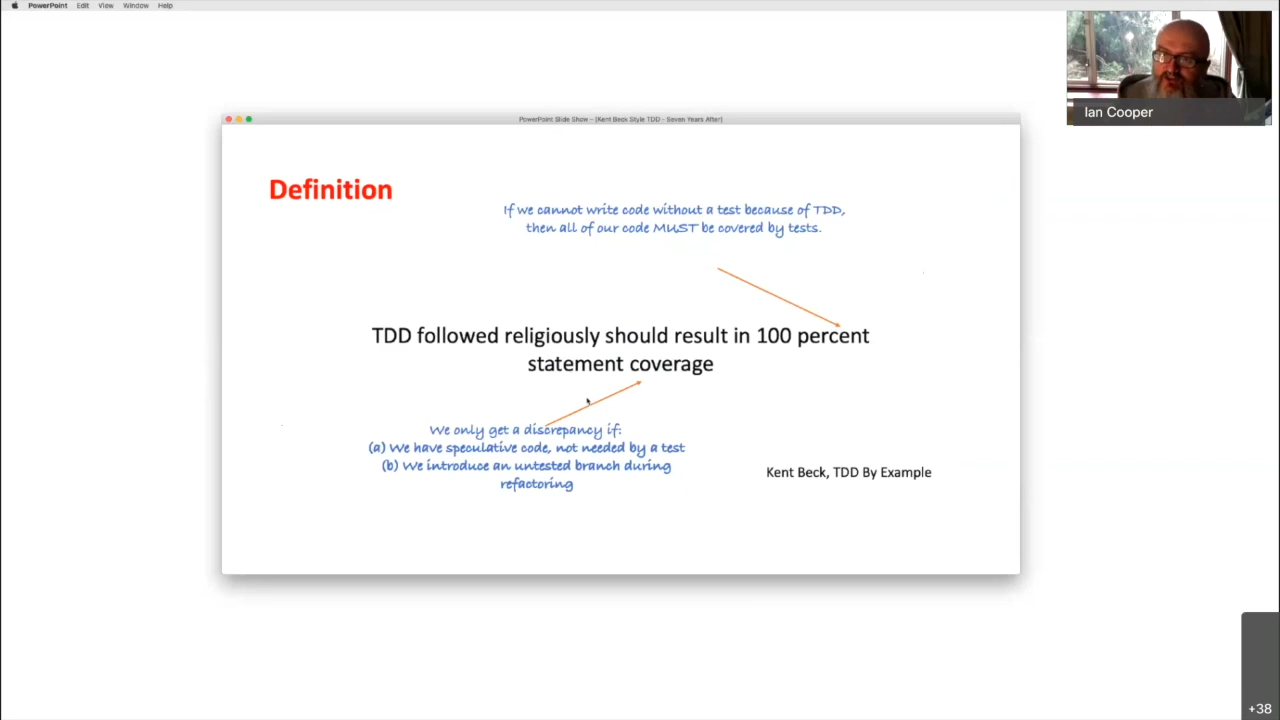 PowerPoint Edit View Window Help
Ian Cooper
PowerPoint Slide Show - [Kent Beck Style TDD - Seven Years After]
Definition
If we cannot write code without a test because of TDD,
then all of our code MUST be covered by tests.
TDD followed religiously should result in 100 percent
statement coverage
We only get a discrepancy if:
(a) We have speculative code, not needed by a test
(b) We introduce an untested branch during
refactoring
Kent Beck, TDD By Example
+38